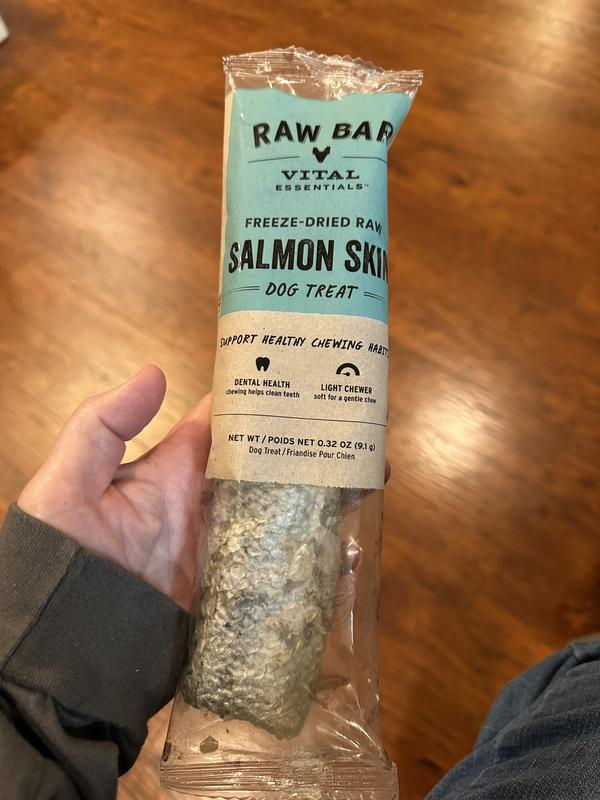 RAW BAR
VITAL
ESSENTIALS™
FREEZE-DRIED RAW
SALMON SKIN
DOG TREAT
SUPPORT HEALTHY CHEWING HABITS
DENTAL HEALTH
chewing helps clean teeth
LIGHT CHEWER
soft for a gentle chew
NET WT / POIDS NET 0.32 OZ (9.1 g)
Dog Treat / Friandise Pour Chien